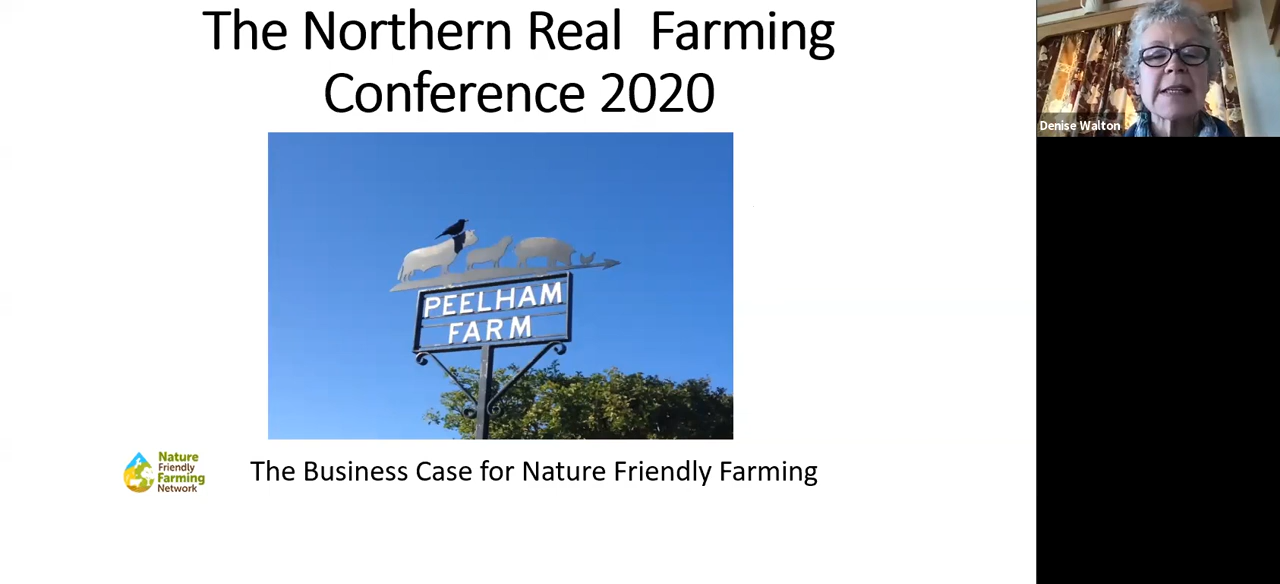 The Northern Real  Farming
Conference 2020
PEELHAM
FARM
Nature
Friendly
Farming
Network
The Business Case for Nature Friendly Farming
Denise Walton